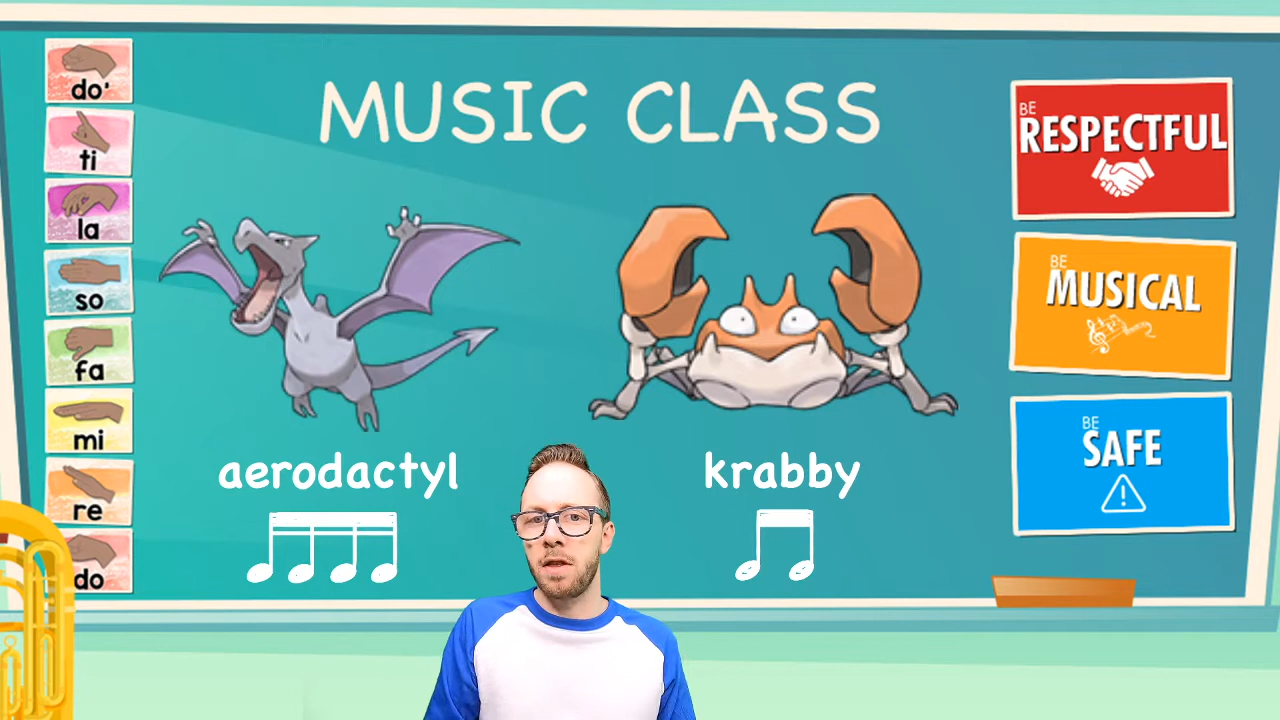 MUSIC CLASS
do'
ti
la
so
fa
mi
re
do
aerodactyl
krabby
BE
RESPECTFUL
BE
MUSICAL
BE
SAFE